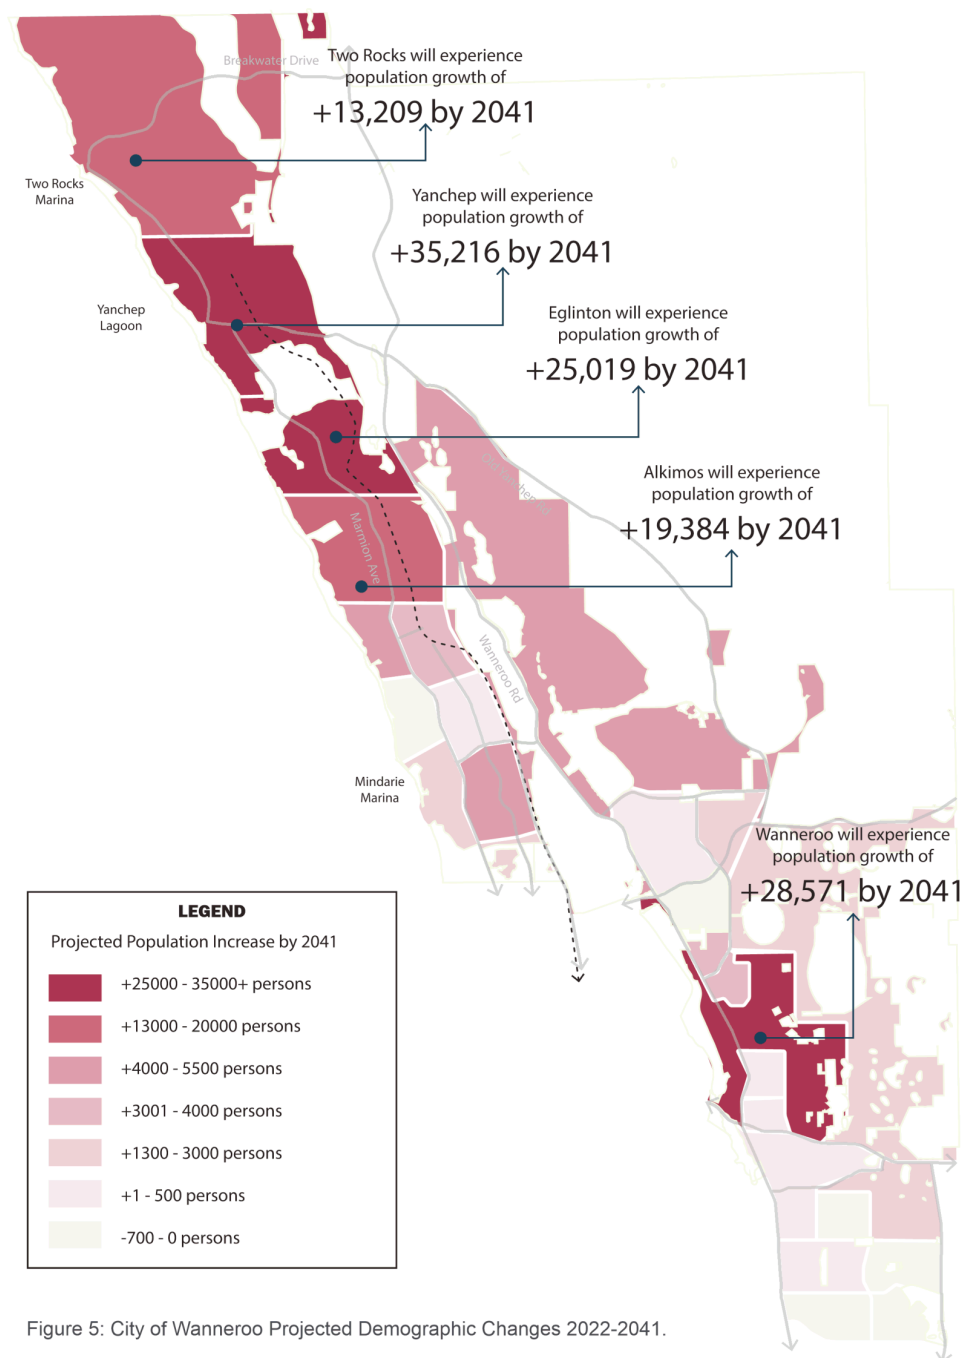 Breakwater Drive
Two Rocks will experience
population growth of
+13,209 by 2041
Two Rocks
Marina
Yanchep will experience
population growth of
+35,216 by 2041
Yanchep
Lagoon
Eglinton will experience
population growth of
+25,019 by 2041
Old Yanchep Rd
Alkimos will experience
population growth of
+19,384 by 2041
Marmion Ave
Wanneroo Rd
Mindarie
Marina
Wanneroo will experience
population growth of
+28,571 by 2041
LEGEND
Projected Population Increase by 2041
+25000 - 35000+ persons
+13000 - 20000 persons
+4000 - 5500 persons
+3001 - 4000 persons
+1300 - 3000 persons
+1 - 500 persons
-700 - 0 persons
Figure 5: City of Wanneroo Projected Demographic Changes 2022-2041.